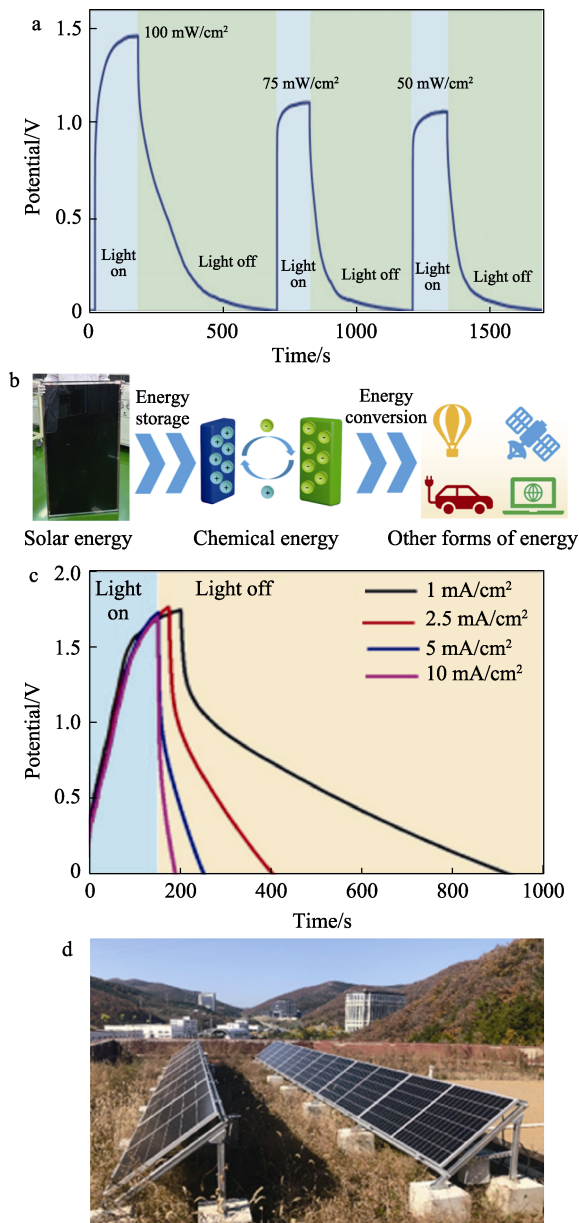 a
1.5
1.0
0.5
0
Potential/V
100 mW/cm²
75 mW/cm²
50 mW/cm²
Light
on
Light off
Light
on
Light off
Light
on
Light off
0
500
1000
1500
Time/s
b
Energy
storage
Energy
conversion
Solar energy
Chemical energy
Other forms of energy
c
2.0
1.5
1.0
0.5
0
Potential/V
Light
on
Light off
1 mA/cm²
2.5 mA/cm²
5 mA/cm²
10 mA/cm²
0
200
400
600
800
1000
Time/s
d